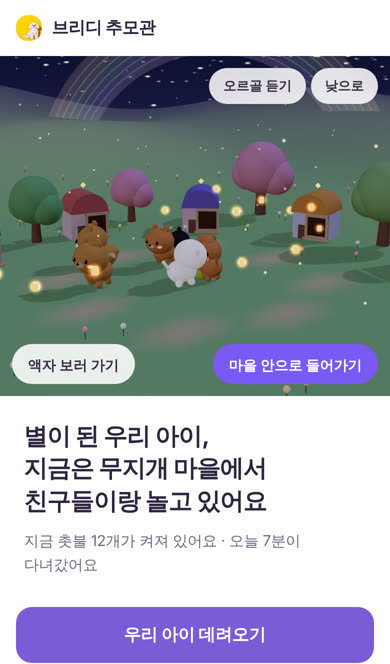 브리디 추모관
오르골 듣기
낮으로
액자 보러 가기
마을 안으로 들어가기
별이 된 우리 아이,
지금은 무지개 마을에서
친구들이랑 놀고 있어요
지금 촛불 12개가 켜져 있어요 · 오늘 7분이
다녀갔어요
우리 아이 데려오기